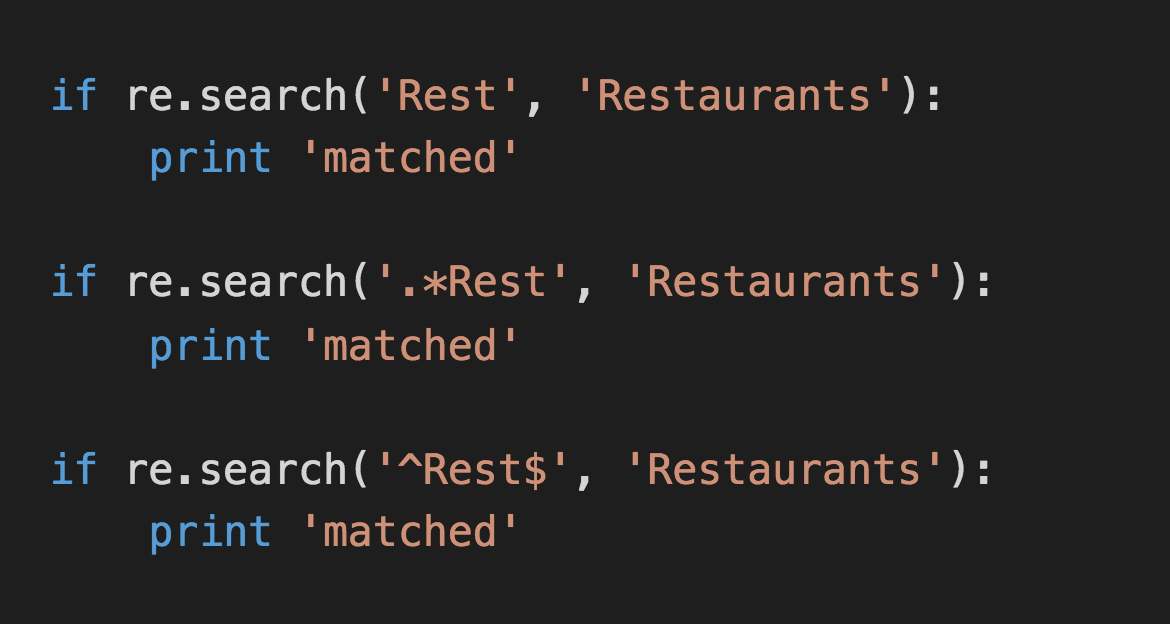 if re.search('Rest', 'Restaurants'):
    print 'matched'
if re.search('.*Rest', 'Restaurants'):
    print 'matched'
if re.search('^Rest$', 'Restaurants'):
    print 'matched'